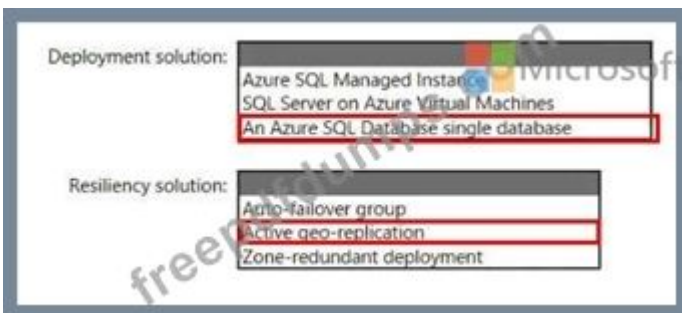 Deployment solution:
Microsoft
Azure SQL Managed Instance
SQL Server on Azure Virtual Machines
An Azure SQL Database single database
Resiliency solution:
Auto-failover group
Active geo-replication
Zone-redundant deployment